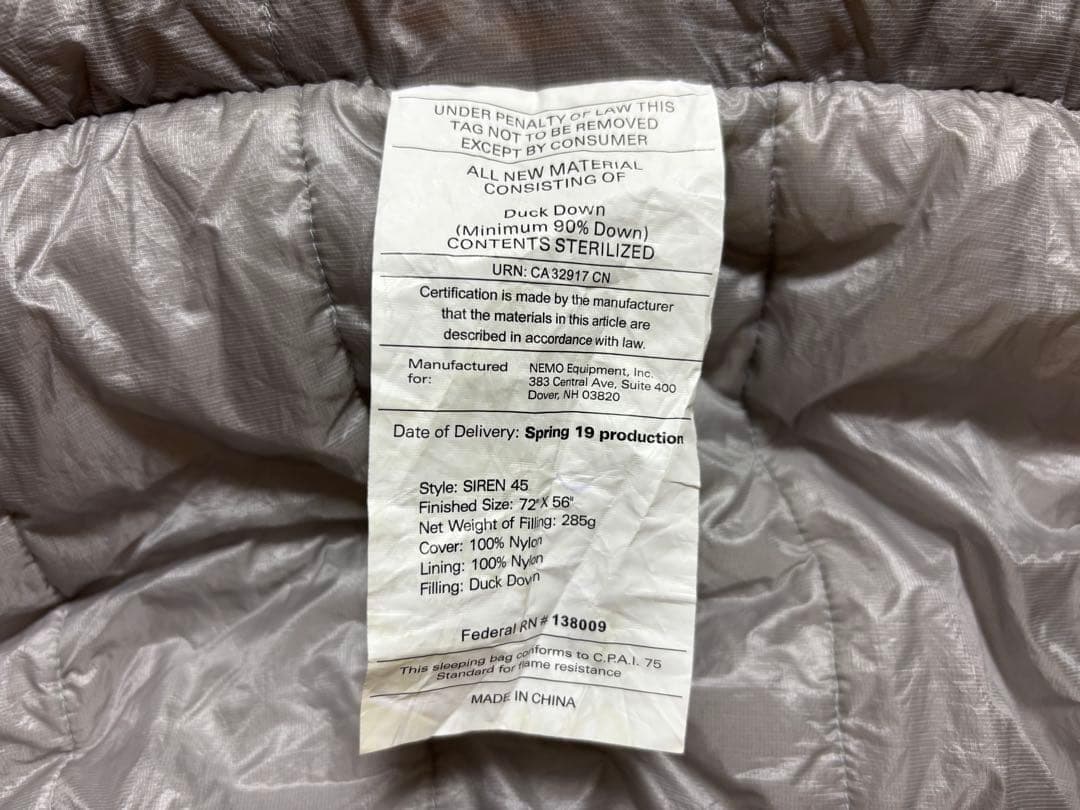 UNDER PENALTY OF LAW THIS
TAG NOT TO BE REMOVED
EXCEPT BY CONSUMER
ALL NEW MATERIAL
CONSISTING OF
Duck Down
(Minimum 90% Down)
CONTENTS STERILIZED
URN: CA32917 CN
Certification is made by the manufacturer
that the materials in this article are
described in accordance with law.
Manufactured for:
NEMO Equipment, Inc.
383 Central Ave, Suite 400
Dover, NH 03820
Date of Delivery: Spring 19 production
Style: SIREN 45
Finished Size: 72"X 56"
Net Weight of Filling: 285g
Cover: 100% Nylon
Lining: 100% Nylon
Filling: Duck Down
Federal RN# 138009
This sleeping bag conforms to C.P.A.I. 75
Standard for flame resistance
MADE IN CHINA